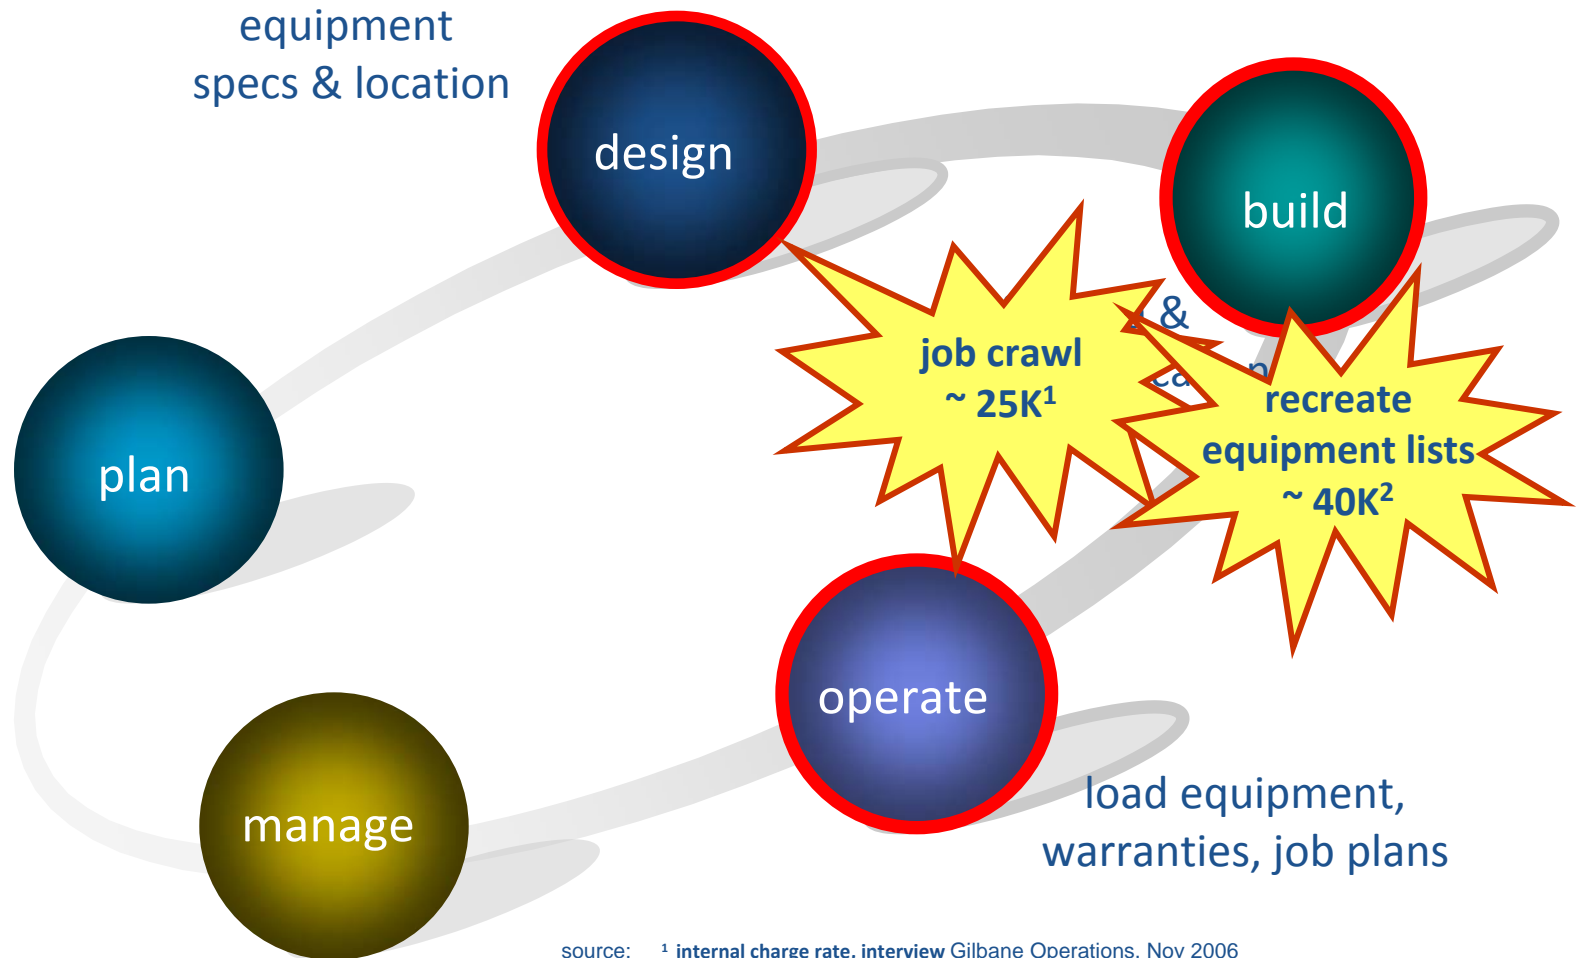 equipment
specs & location
design
build
&
job crawl
~ 25K¹
recreate
equipment lists
~ 40K²
plan
operate
manage
load equipment,
warranties, job plans
source: ¹ internal charge rate, interview Gilbane Operations, Nov 2006